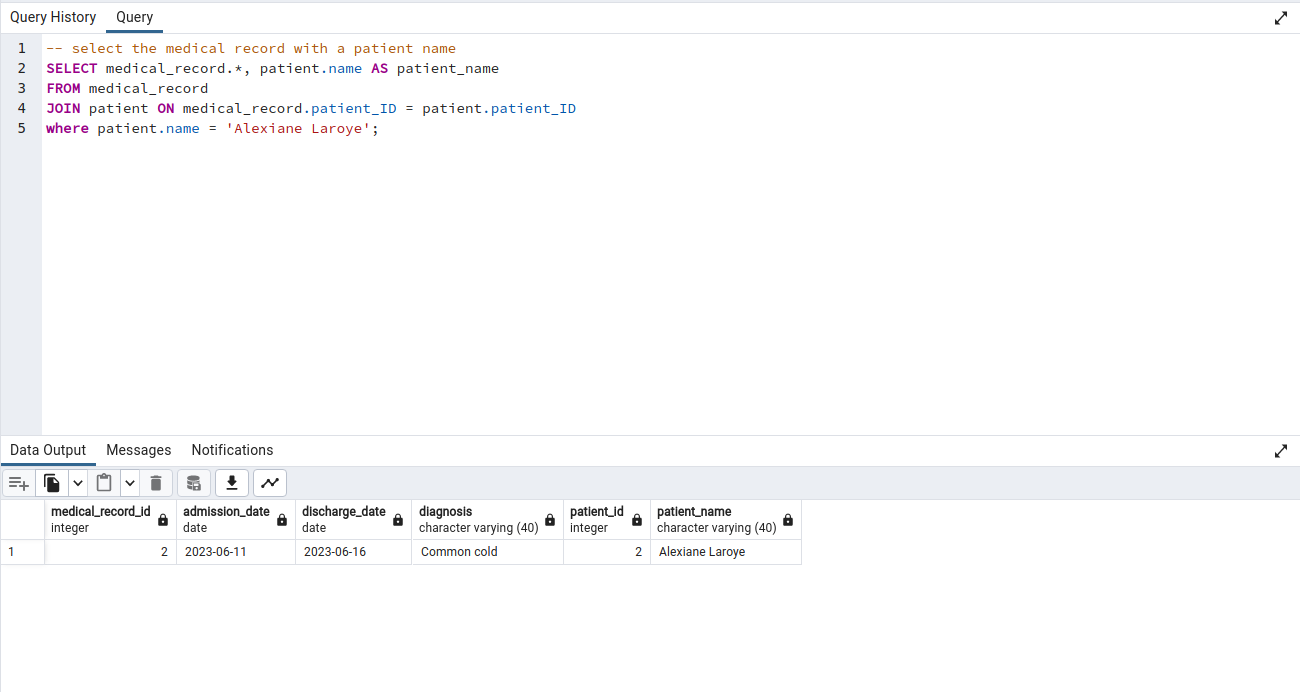 Query History Query
1 -- select the medical record with a patient name
2 SELECT medical_record.*, patient.name AS patient_name
3 FROM medical_record
4 JOIN patient ON medical_record.patient_ID = patient.patient_ID
5 where patient.name = 'Alexiane Laroye';
Data Output Messages Notifications
medical_record_id admission_date discharge_date diagnosis patient_id patient_name
integer date date character varying (40) integer character varying (40)
1 2 2023-06-11 2023-06-16 Common cold 2 Alexiane Laroye